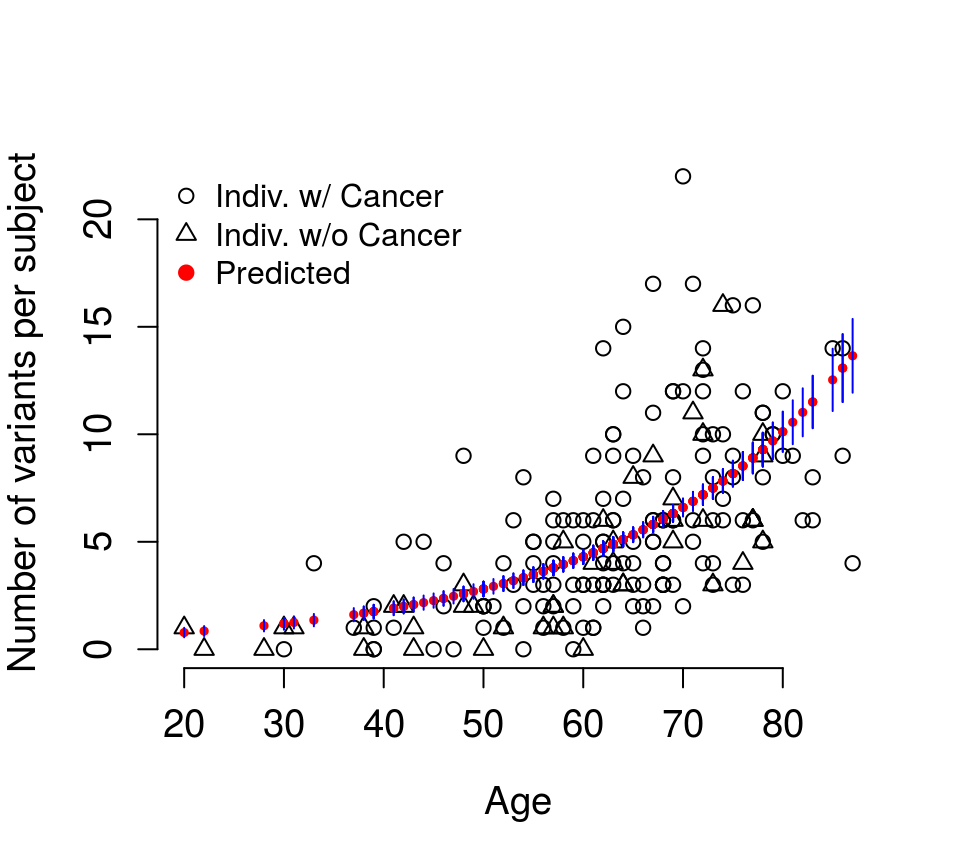 Number of variants per subject
20
15
10
5
0
Indiv. w/ Cancer
Indiv. w/o Cancer
Predicted
20 30 40 50 60 70 80
Age